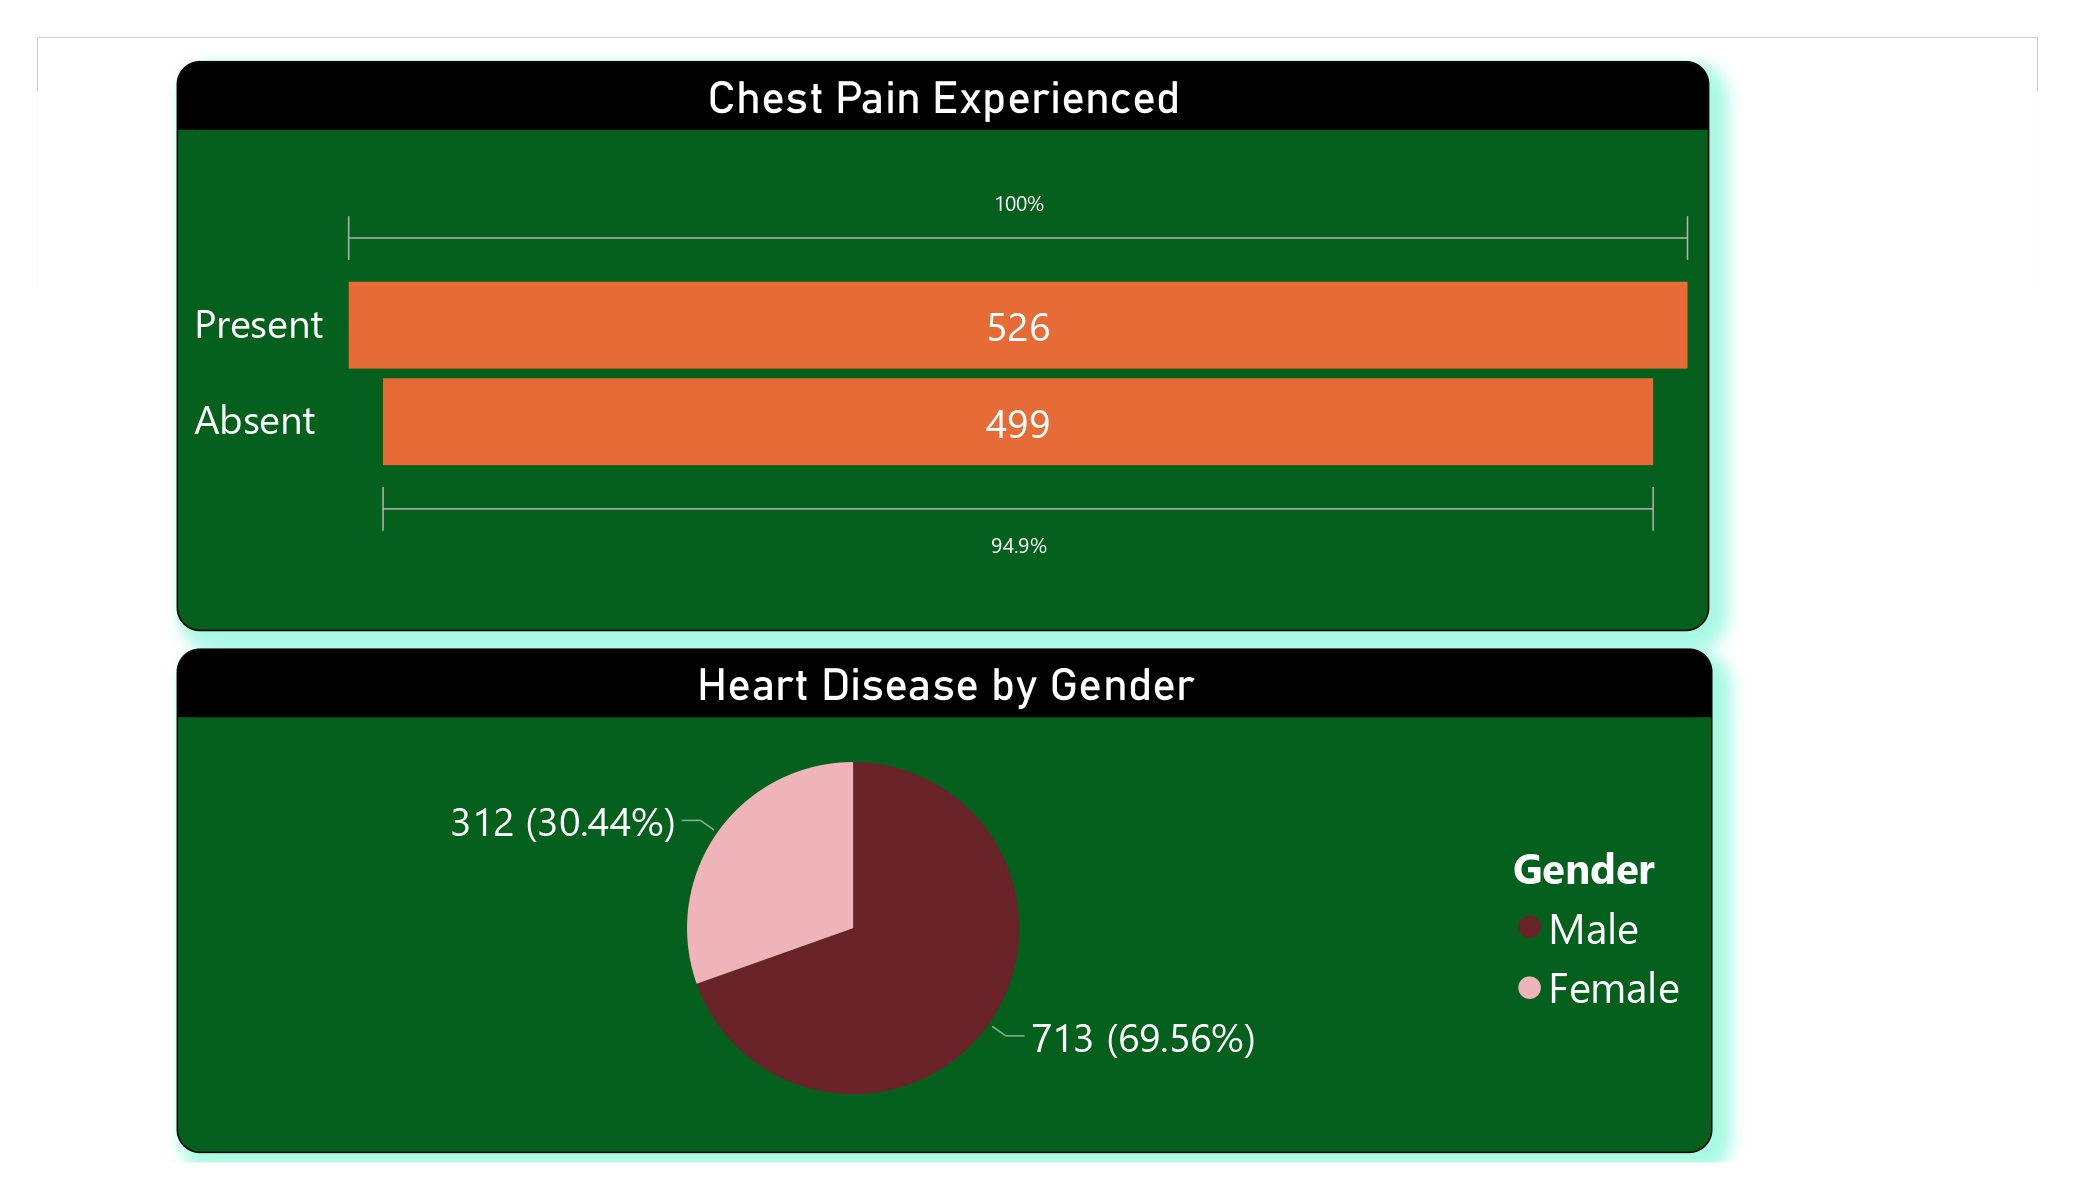 Chest Pain Experienced
100%
Present
526
Absent
499
94.9%
Heart Disease by Gender
312 (30.44%)
713 (69.56%)
Gender
Male
Female